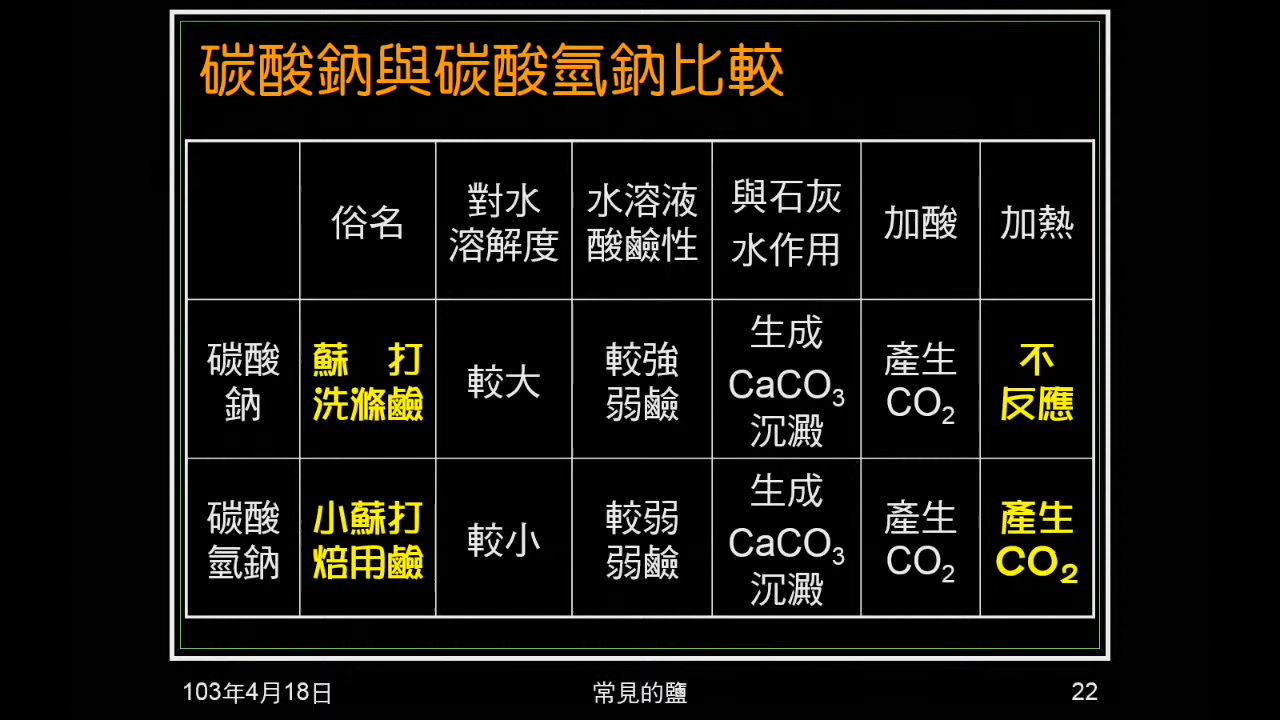 碳酸鈉與碳酸氫鈉比較
俗名
對水
溶解度
水溶液
酸鹼性
與石灰
水作用
加酸
加熱
碳酸
鈉
蘇 打
洗滌鹼
較大
較強
弱鹼
生成
CaCO₃
沉澱
產生
CO₂
不
反應
碳酸
氫鈉
小蘇打
焙用鹼
較小
較弱
弱鹼
生成
CaCO₃
沉澱
產生
CO₂
產生
CO₂
103年4月18日
常見的鹽
22